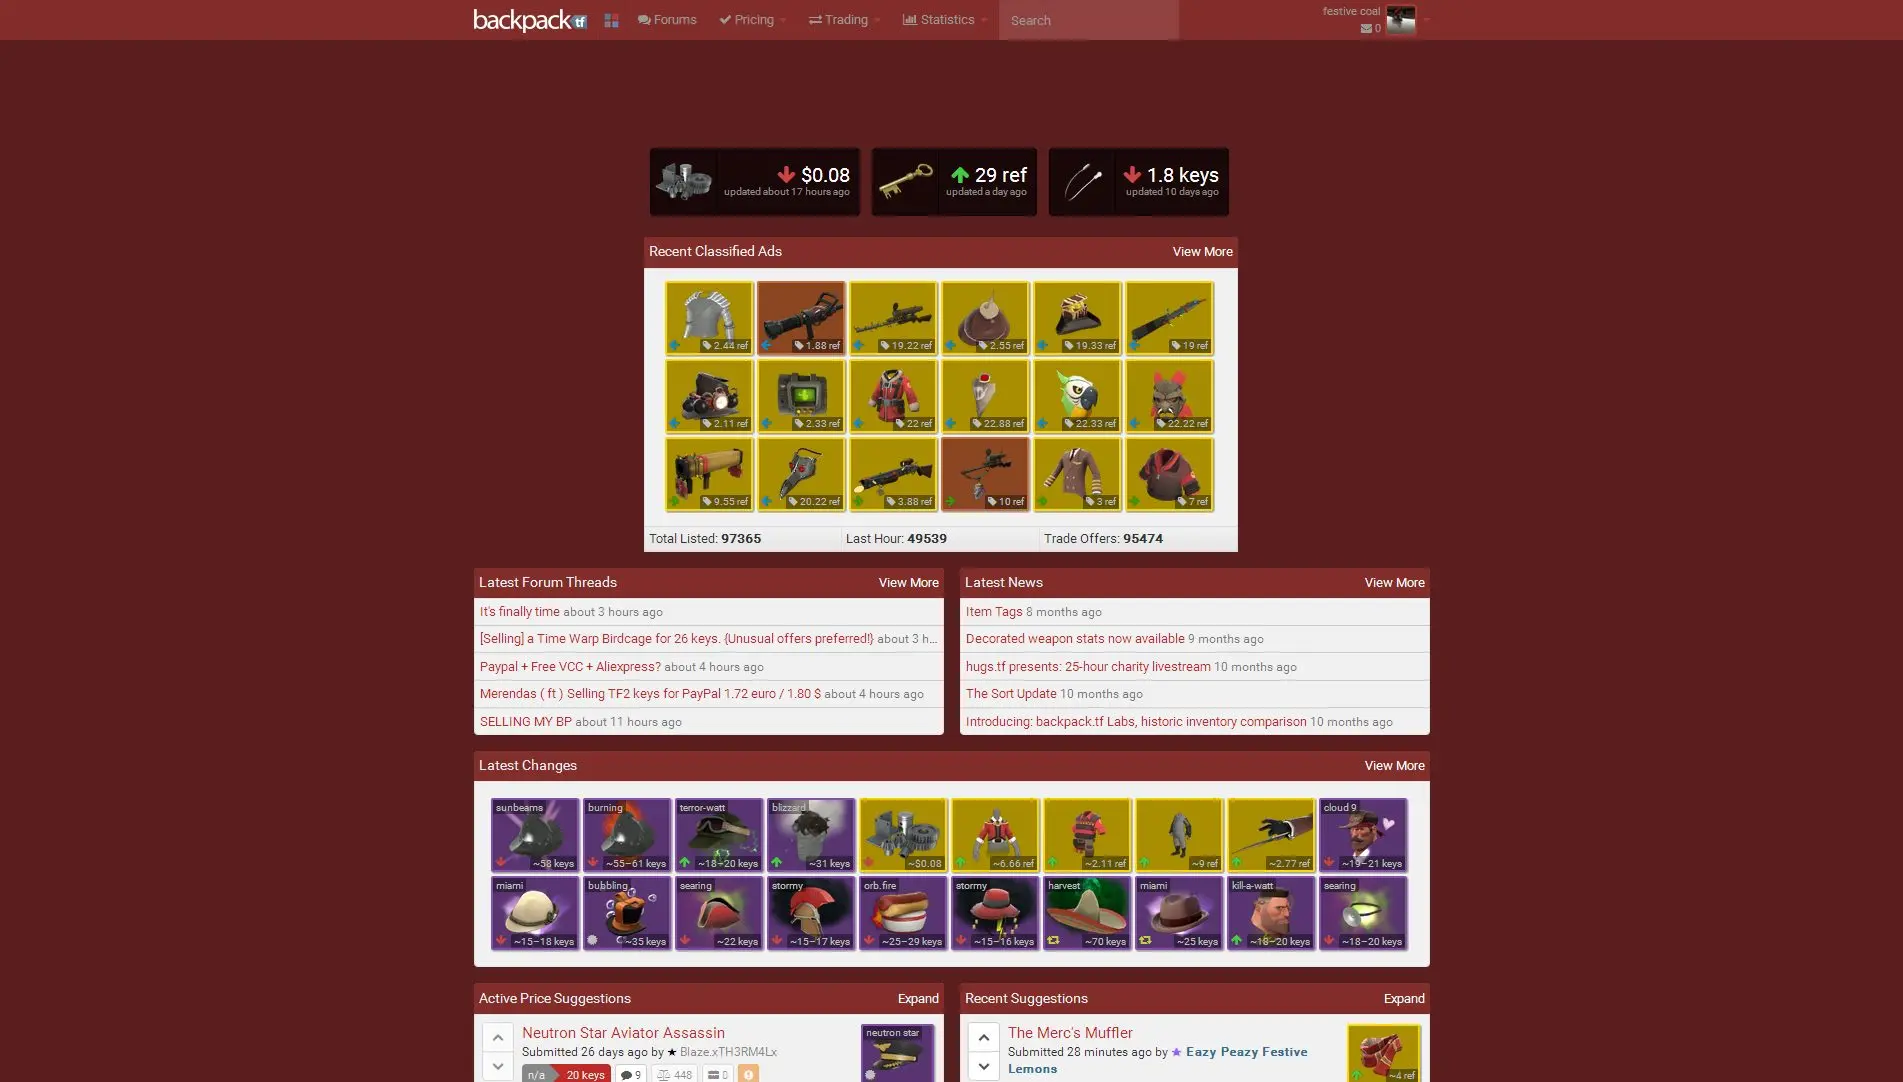 backpack tf
Forums
Pricing
Trading
Statistics
Search
festive coal
0
$0.08
updated about 17 hours ago
29 ref
updated a day ago
1.8 keys
updated 10 days ago
Recent Classified Ads
View More
2.44 ref
1.88 ref
19.22 ref
2.55 ref
19.33 ref
19 ref
2.11 ref
2.33 ref
22 ref
22.88 ref
22.33 ref
22.22 ref
9.55 ref
20.22 ref
3.88 ref
10 ref
3 ref
7 ref
Total Listed: 97365
Last Hour: 49539
Trade Offers: 95474
Latest Forum Threads
View More
It's finally time about 3 hours ago
[Selling] a Time Warp Birdcage for 26 keys. {Unusual offers preferred!} about 3 h...
Paypal + Free VCC + Aliexpress? about 4 hours ago
Merendas ( ft ) Selling TF2 keys for PayPal 1.72 euro / 1.80 $ about 4 hours ago
SELLING MY BP about 11 hours ago
Latest News
View More
Item Tags 8 months ago
Decorated weapon stats now available 9 months ago
hugs.tf presents: 25-hour charity livestream 10 months ago
The Sort Update 10 months ago
Introducing: backpack.tf Labs, historic inventory comparison 10 months ago
Latest Changes
View More
sunbeams
~58 keys
burning
~55–61 keys
terror-watt
~18–20 keys
blizzard
~31 keys
~$0.08
~6.66 ref
~2.11 ref
~9 ref
~2.77 ref
cloud 9
~19–21 keys
miami
~15–18 keys
bubbling
~35 keys
searing
~22 keys
stormy
~15–17 keys
orb.fire
~25–29 keys
stormy
~15–16 keys
harvest
~70 keys
miami
~25 keys
kill-a-watt
~18–20 keys
searing
~18–20 keys
Active Price Suggestions
Expand
Neutron Star Aviator Assassin
Submitted 26 days ago by ★ Blaze.xTH3RM4Lx
n/a
20 keys
9
448
0
neutron star
Recent Suggestions
Expand
The Merc's Muffler
Submitted 28 minutes ago by ★ Eazy Peazy Festive
Lemons
~4 ref